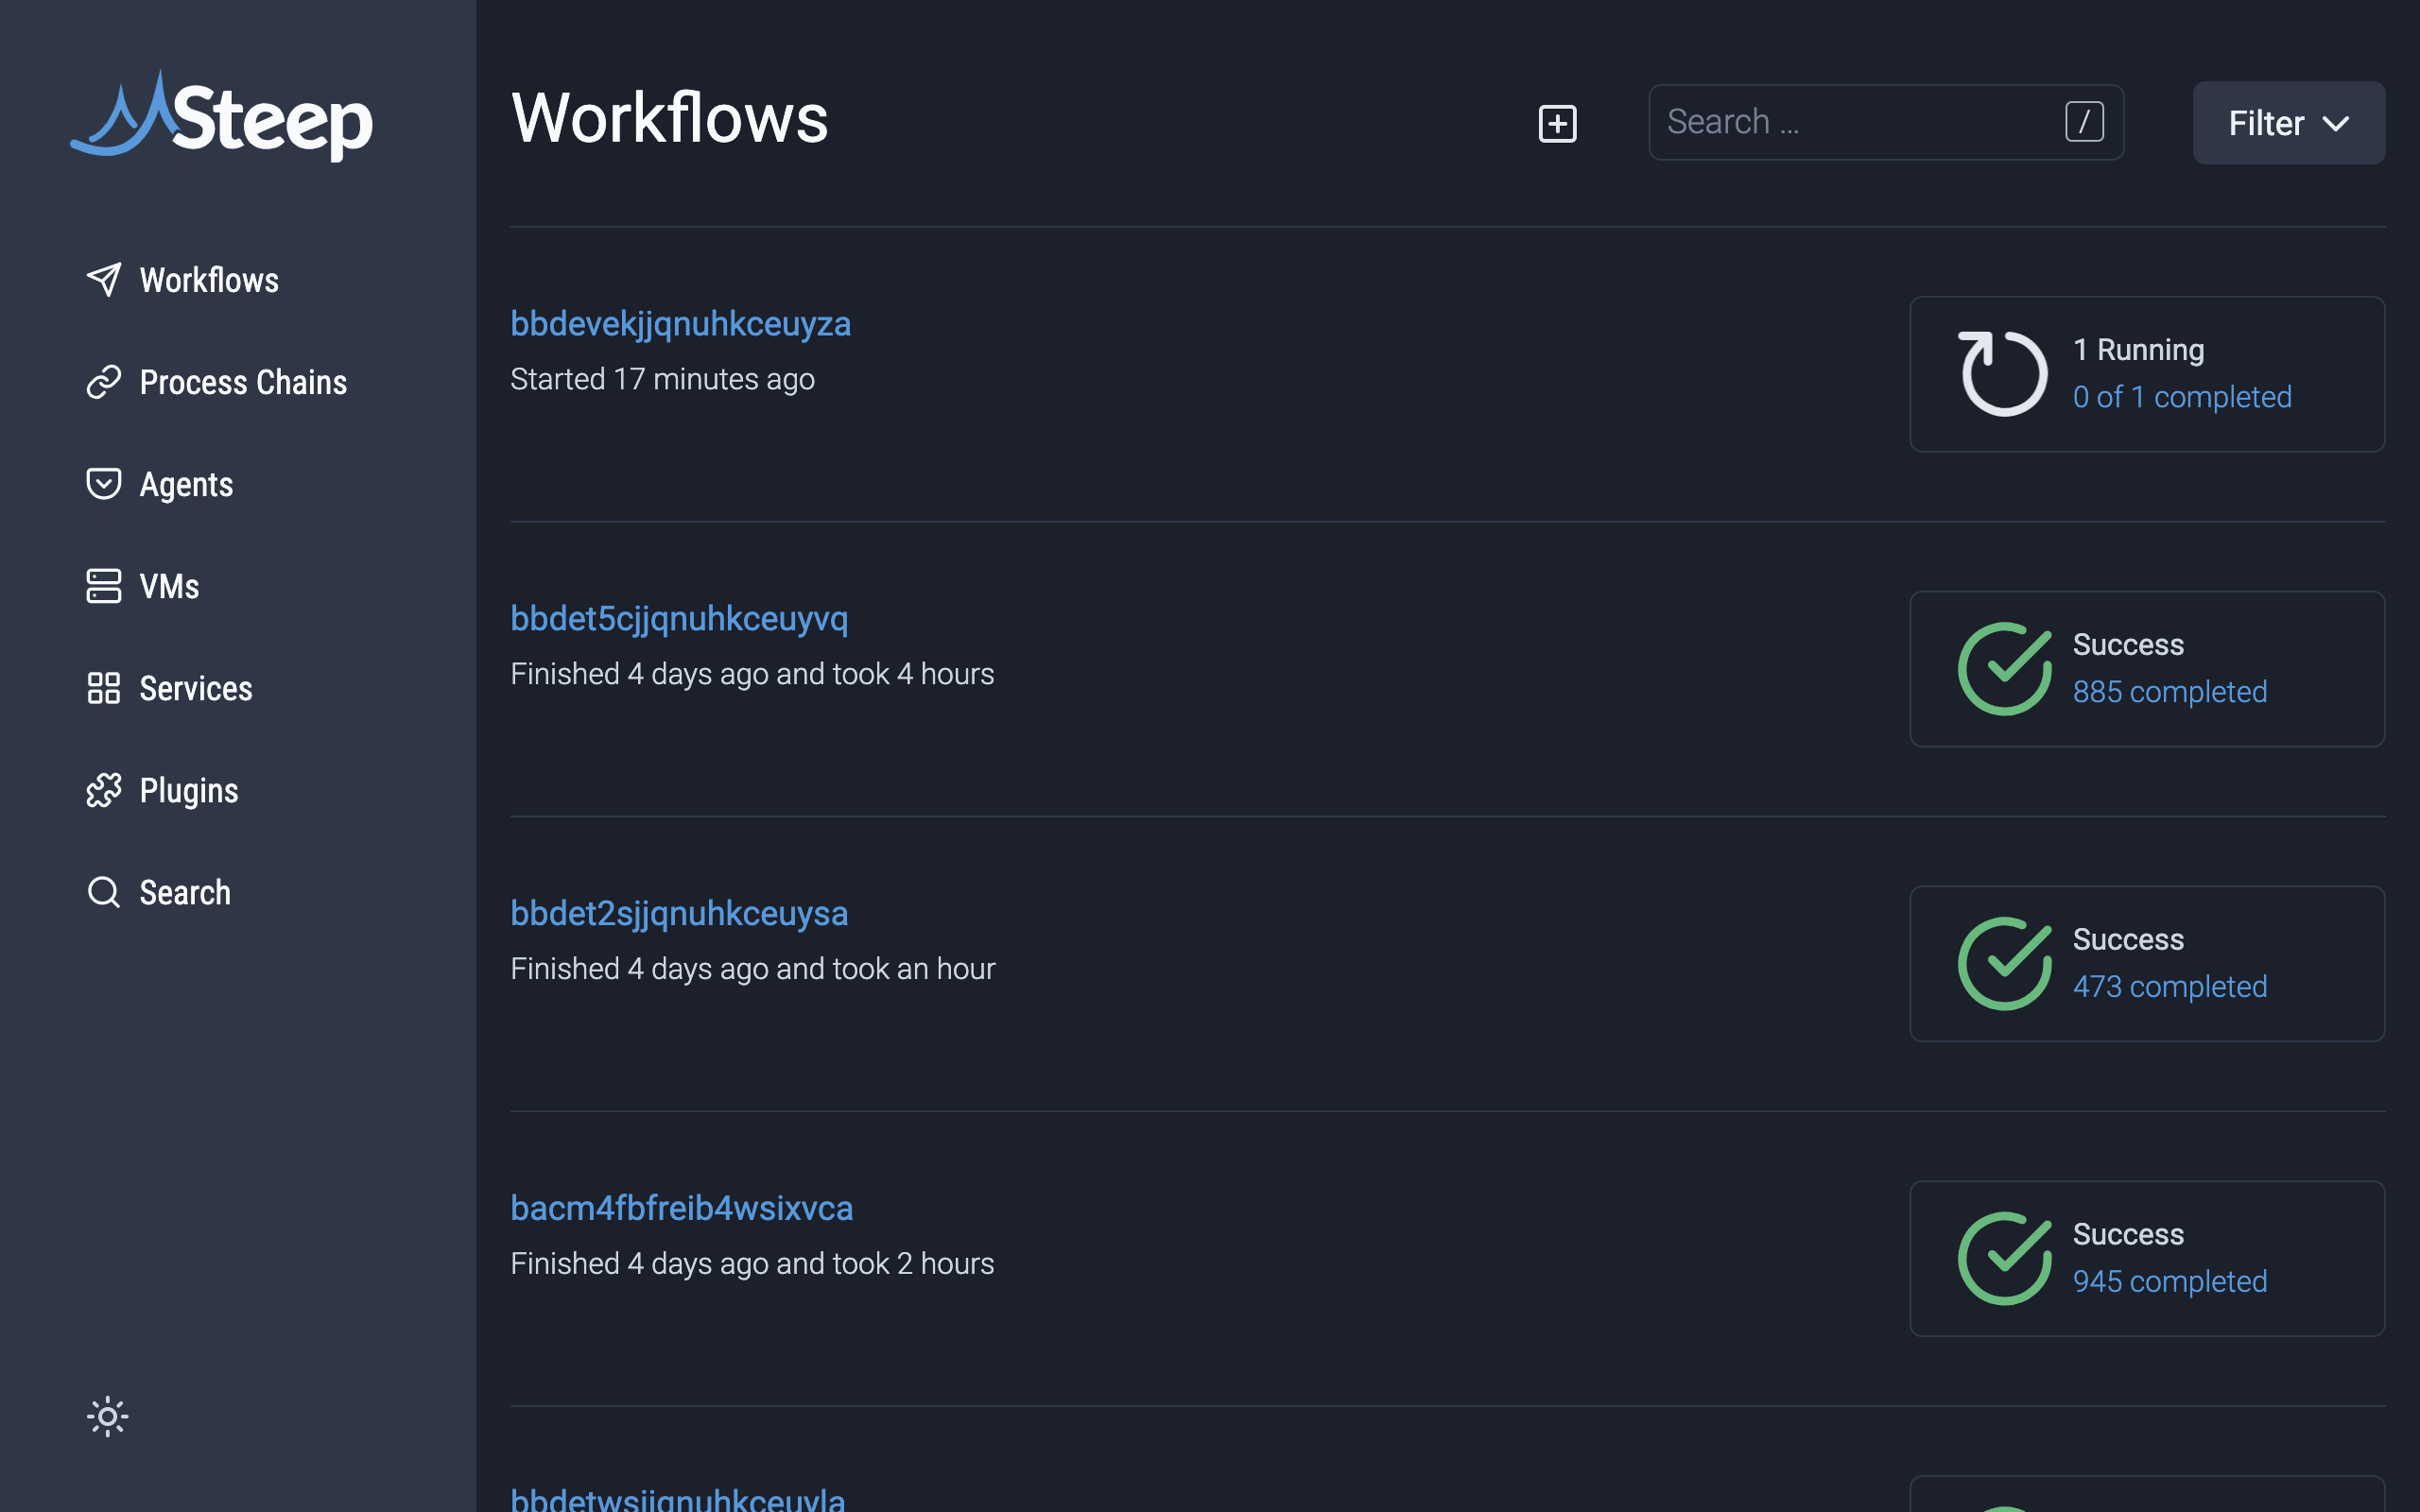 Steep
Workflows
Process Chains
Agents
VMs
Services
Plugins
Search
Workflows
Search ...
/
Filter
bbdevekjjqnuhkceuyza
Started 17 minutes ago
1 Running
0 of 1 completed
bbdet5cjjqnuhkceuyvq
Finished 4 days ago and took 4 hours
Success
885 completed
bbdet2sjjqnuhkceuysa
Finished 4 days ago and took an hour
Success
473 completed
bacm4fbfreib4wsixvca
Finished 4 days ago and took 2 hours
Success
945 completed